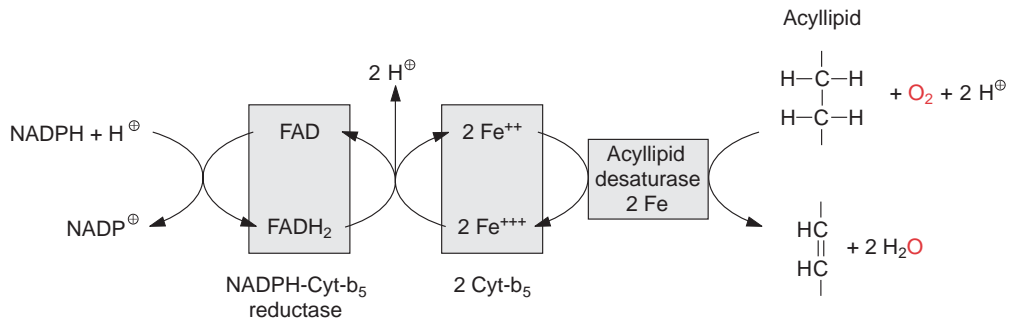 Acyllipid
2 H⊕
H–C–H
+ O₂ + 2 H⊕
H–C–H
NADPH + H⊕
FAD
2 Fe⁺⁺
Acyllipid
desaturase
2 Fe
NADP⊕
FADH₂
2 Fe⁺⁺⁺
HC
HC
+ 2 H₂O
NADPH-Cyt-b₅
reductase
2 Cyt-b₅